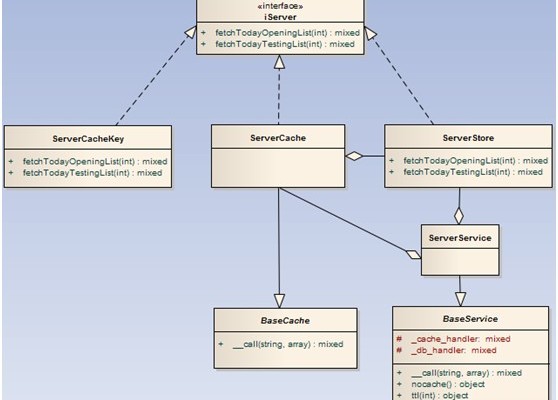 «interface»
iServer
+ fetchTodayOpeningList(int) : mixed
+ fetchTodayTestingList(int) : mixed
ServerCacheKey
+ fetchTodayOpeningList(int) : mixed
+ fetchTodayTestingList(int) : mixed
ServerCache
ServerStore
+ fetchTodayOpeningList(int) : mixed
+ fetchTodayTestingList(int) : mixed
ServerService
BaseCache
+ __call(string, array) : mixed
BaseService
# _cache_handler: mixed
# _db_handler: mixed
+ __call(string, array) : mixed
+ nocache() : object
+ ttl(int) : object